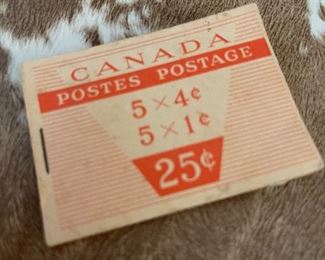 CANADA
POSTES POSTAGE
5 × 4¢
5 × 1¢
25¢